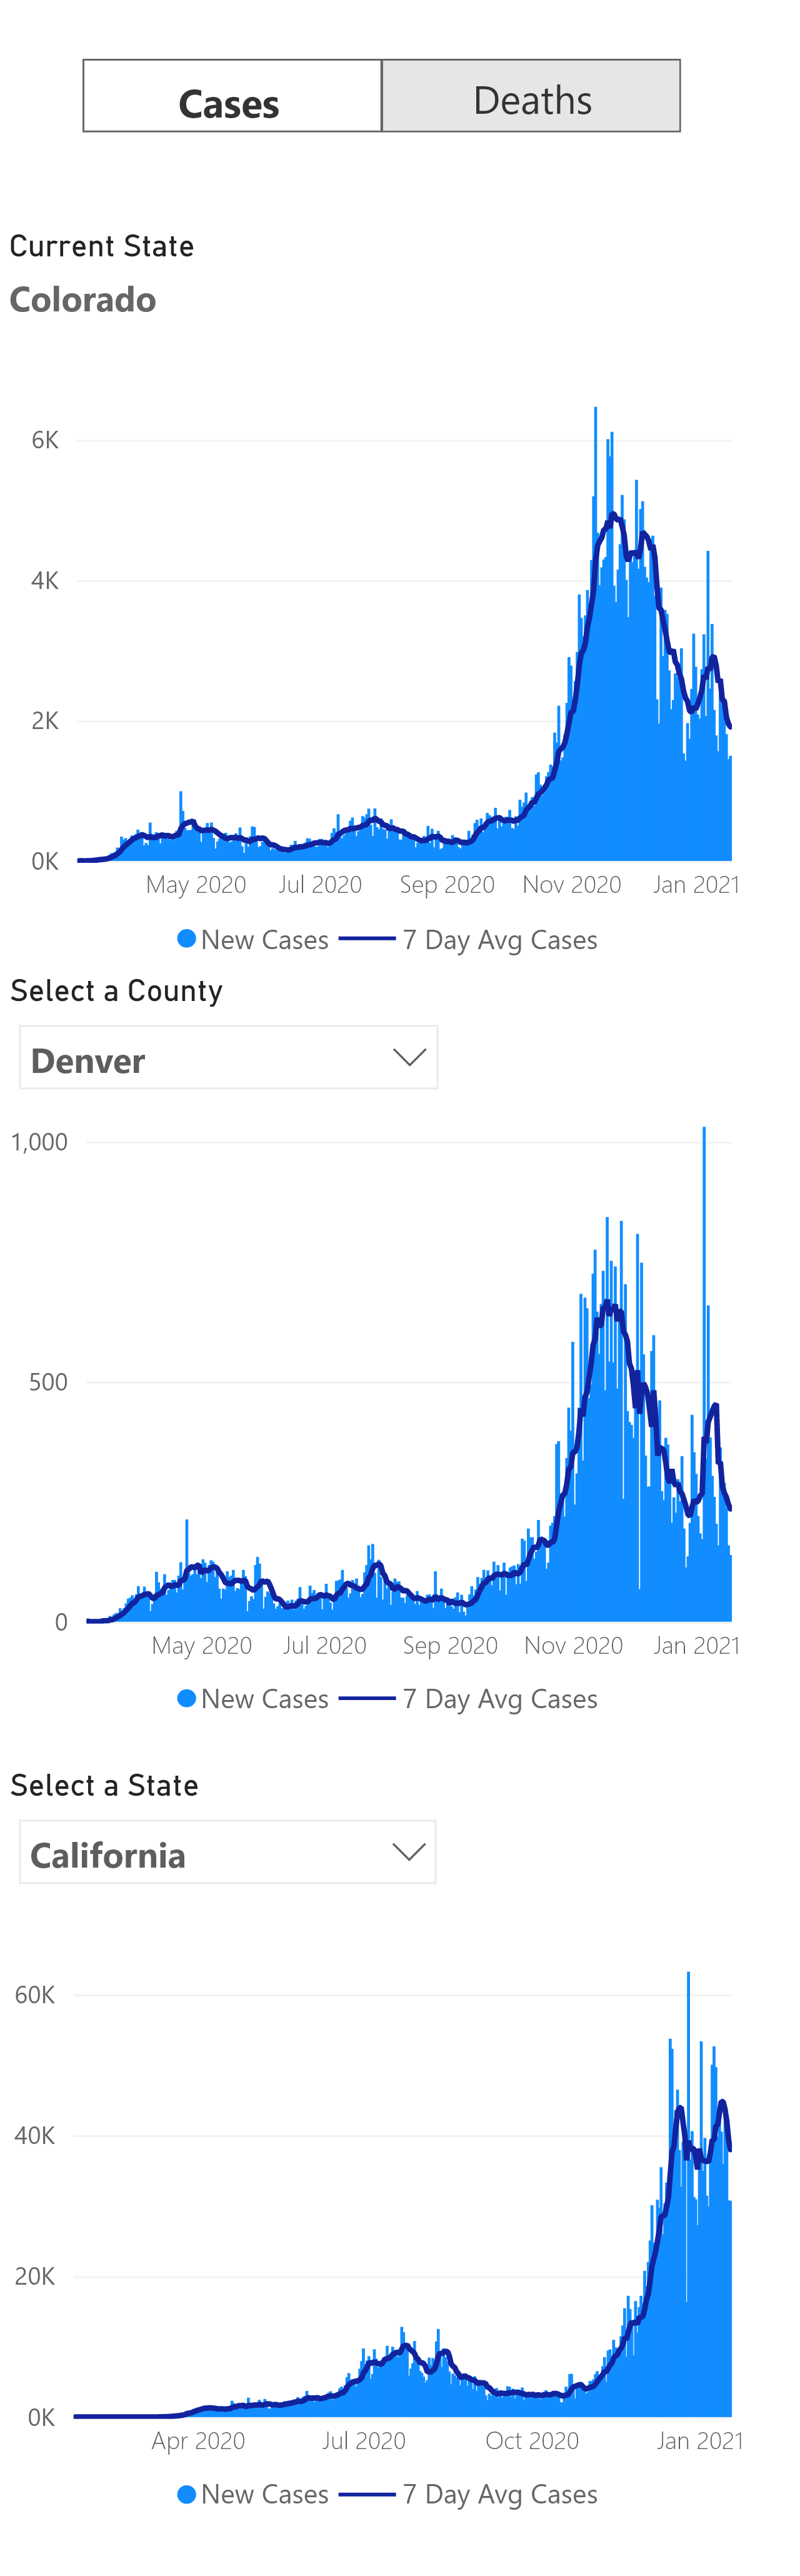 Cases Deaths
Current State
Colorado
6K
4K
2K
0K
May 2020 Jul 2020 Sep 2020 Nov 2020 Jan 2021
New Cases 7 Day Avg Cases
Select a County
Denver
1,000
500
0
May 2020 Jul 2020 Sep 2020 Nov 2020 Jan 2021
New Cases 7 Day Avg Cases
Select a State
California
60K
40K
20K
0K
Apr 2020 Jul 2020 Oct 2020 Jan 2021
New Cases 7 Day Avg Cases